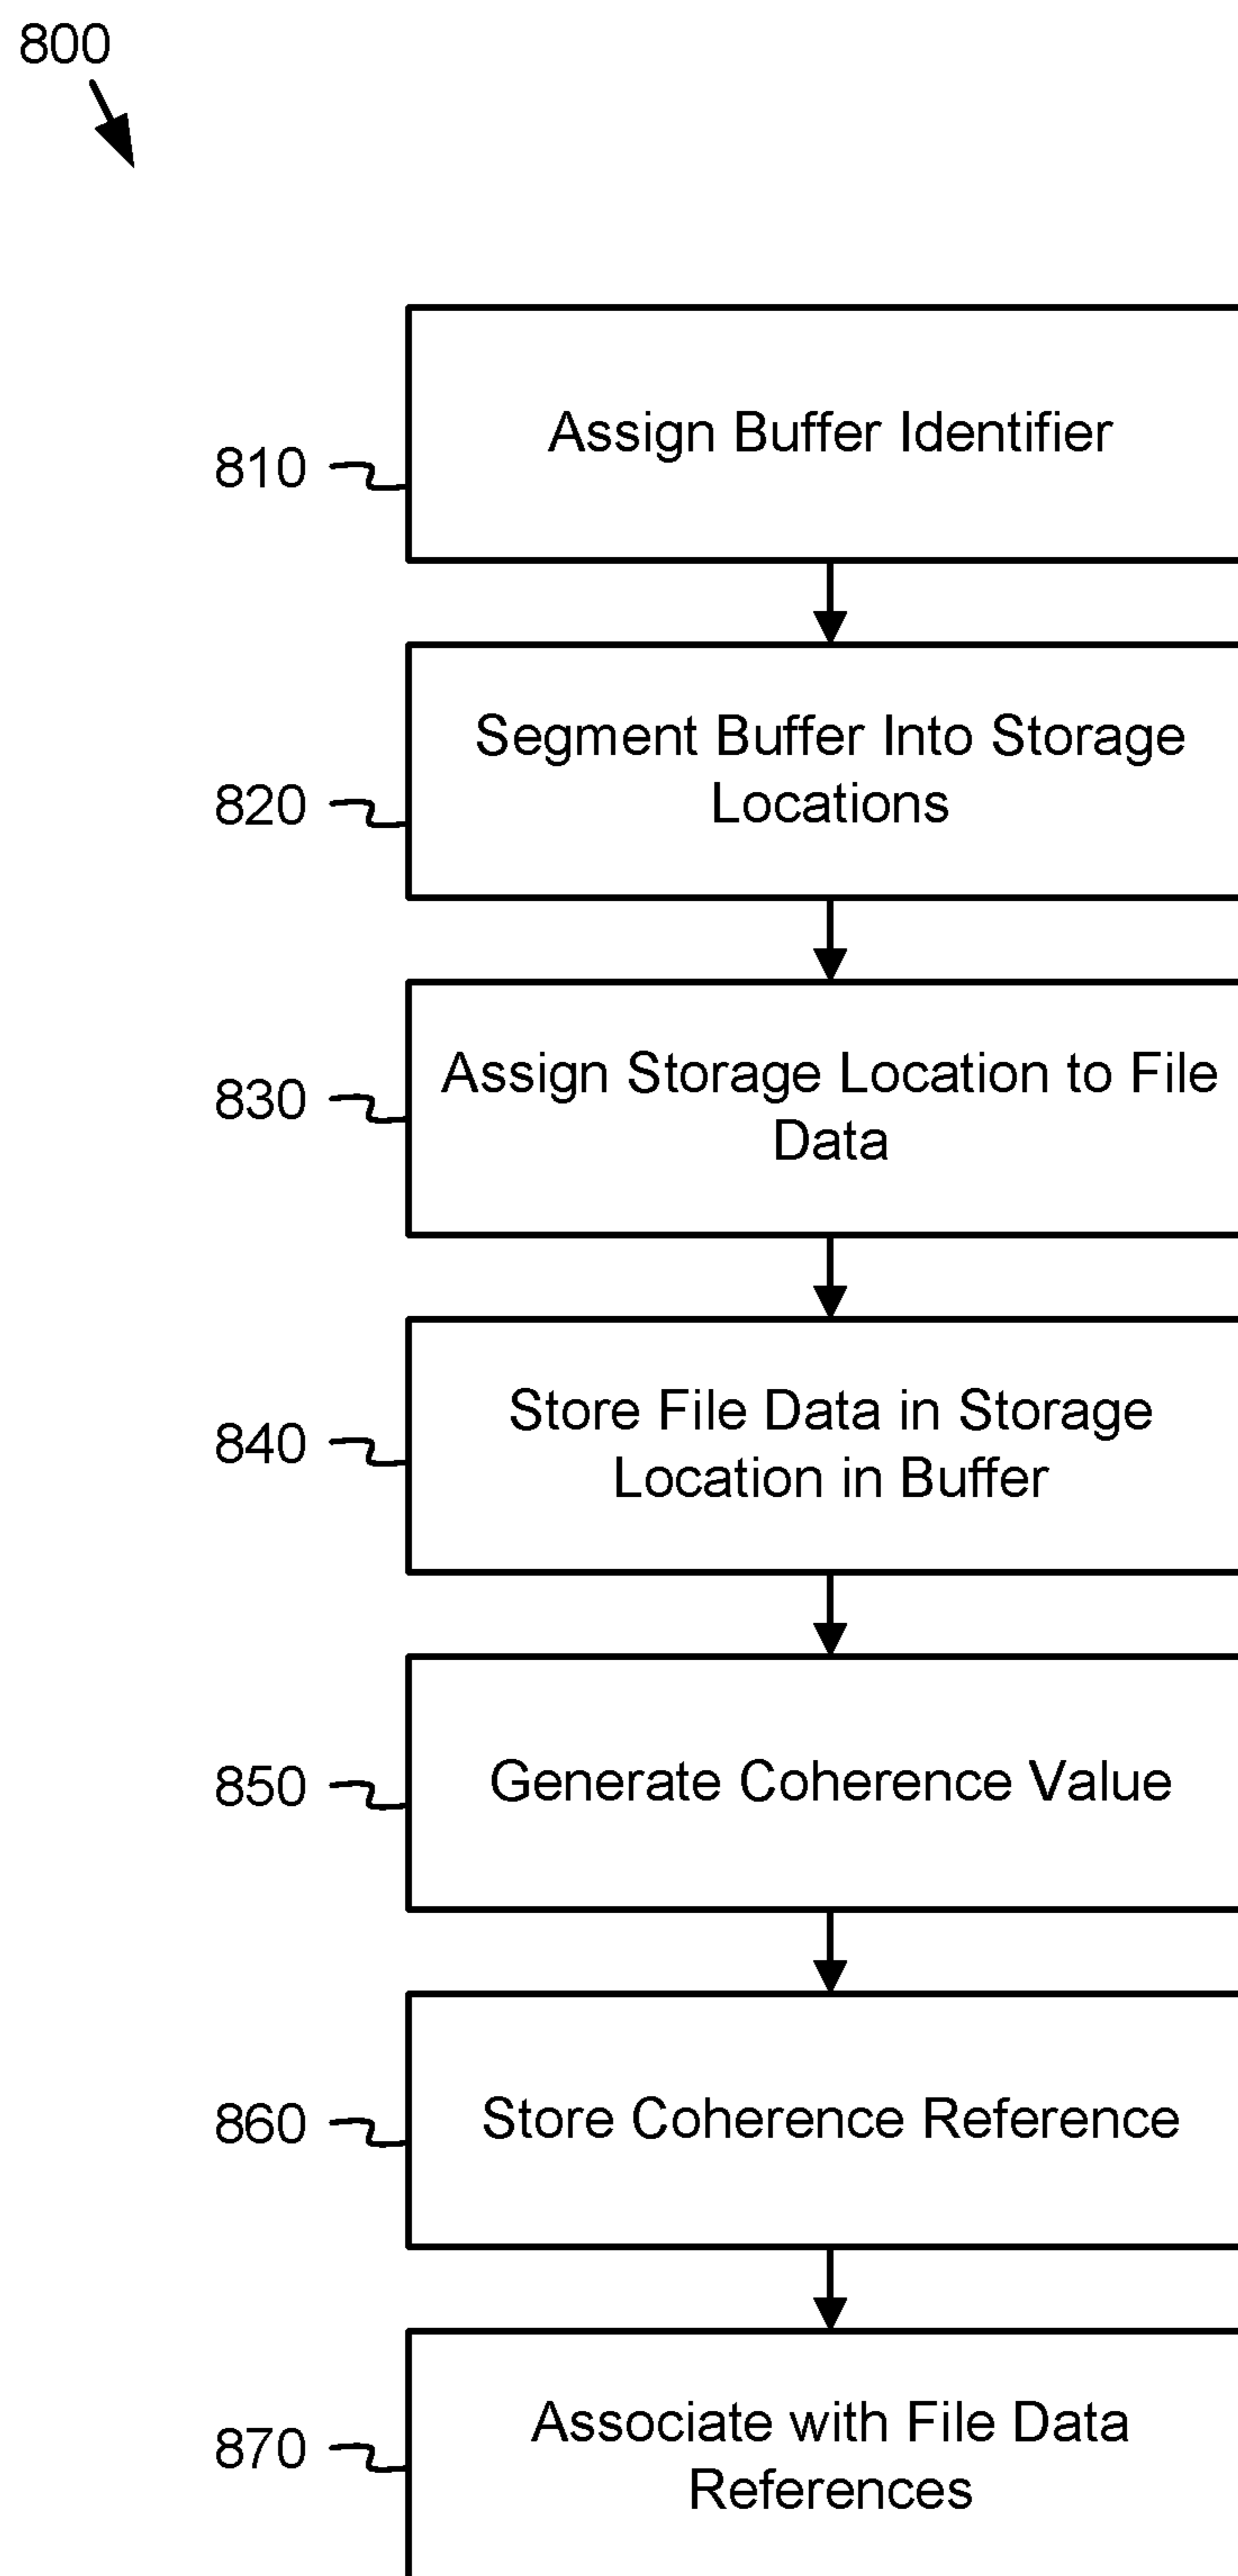 800
Assign Buffer Identifier
810
Segment Buffer Into Storage
Locations
820
Assign Storage Location to File
Data
830
Store File Data in Storage
Location in Buffer
840
Generate Coherence Value
850
Store Coherence Reference
860
Associate with File Data
References
870